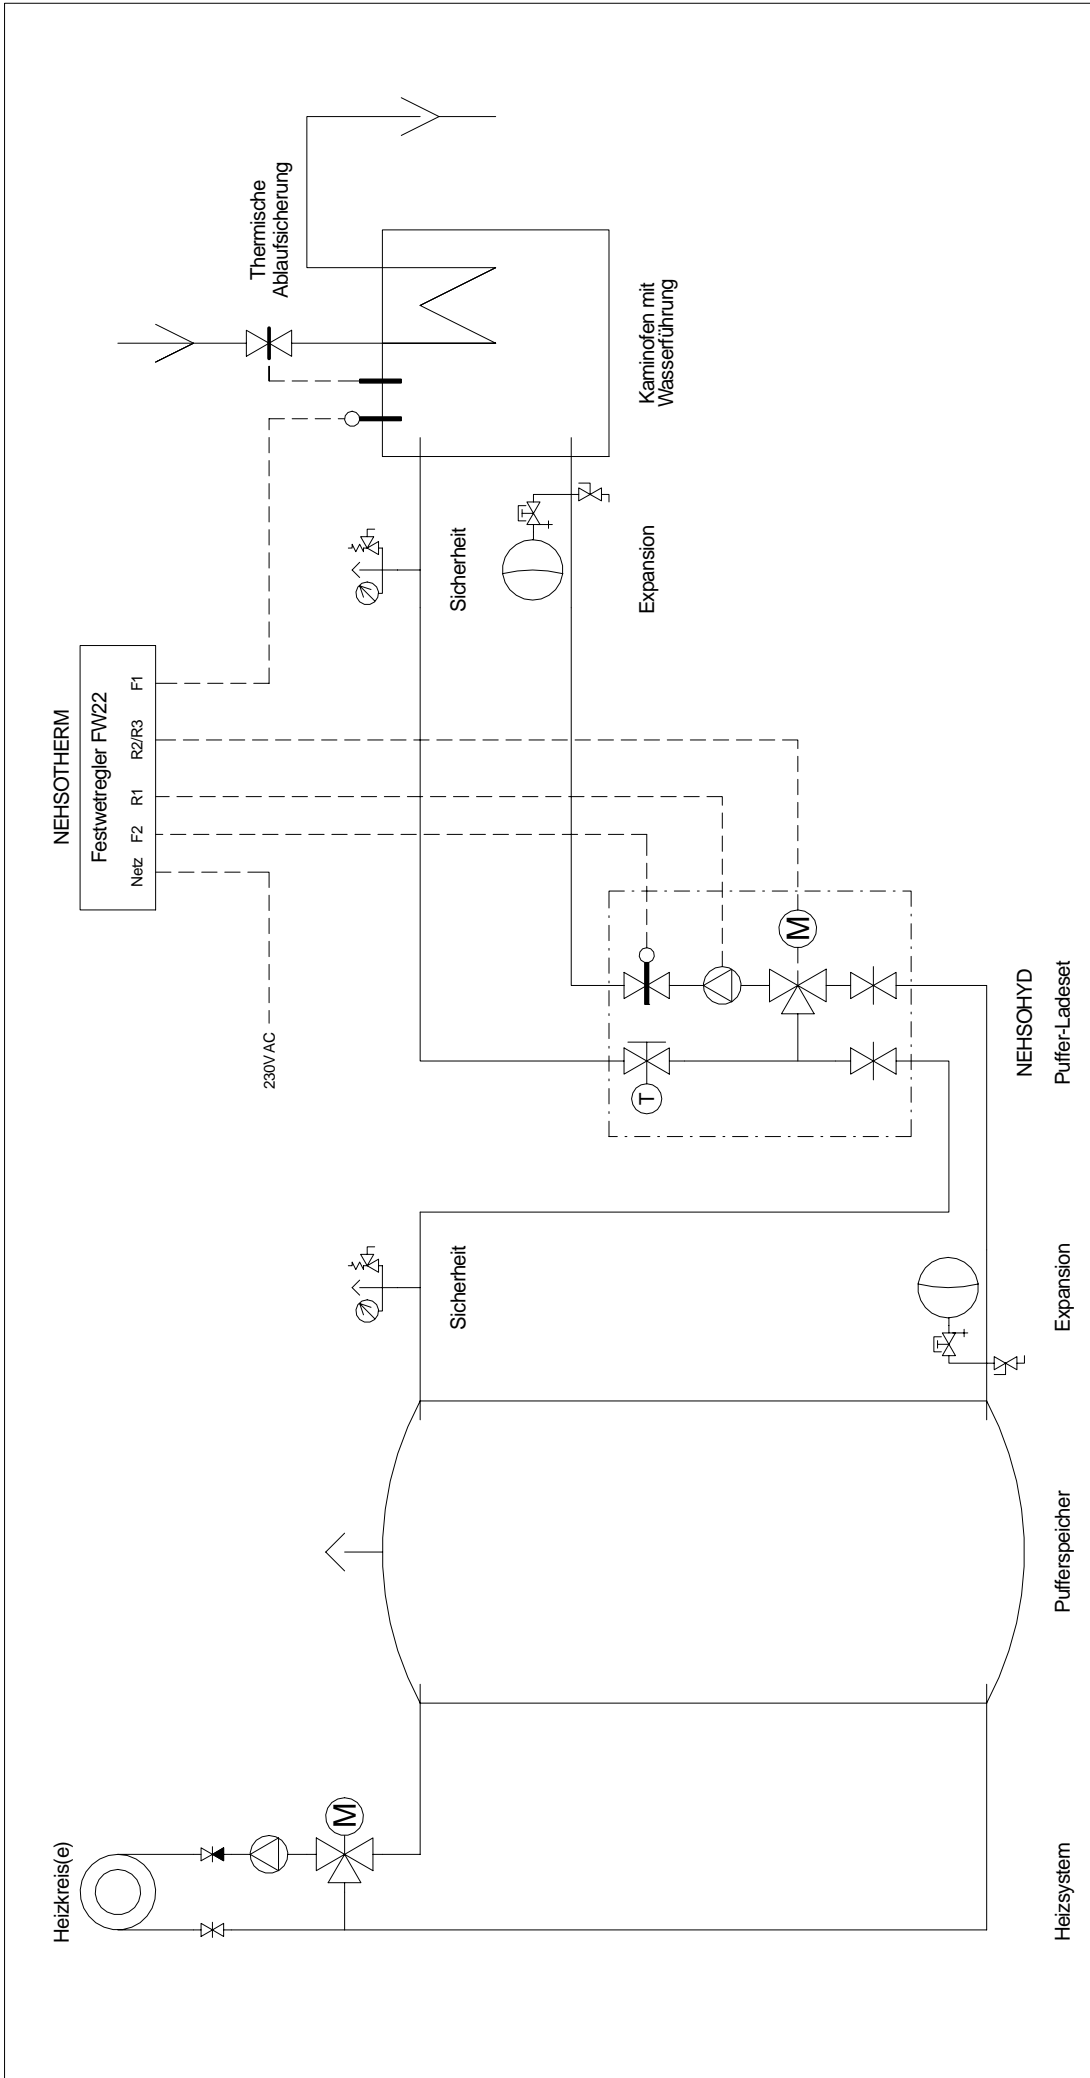 Heizkreis(e)
NEHSOTHERM
Festwetregler FW22
Netz F2 R1 R2/R3 F1
Thermische
Ablaufsicherung
230V AC
M
Sicherheit
Sicherheit
T
Kaminofen mit
Wasserführung
Expansion
M
NEHSOHYD
Heizsystem
Pufferspeicher
Expansion
Puffer-Ladeset